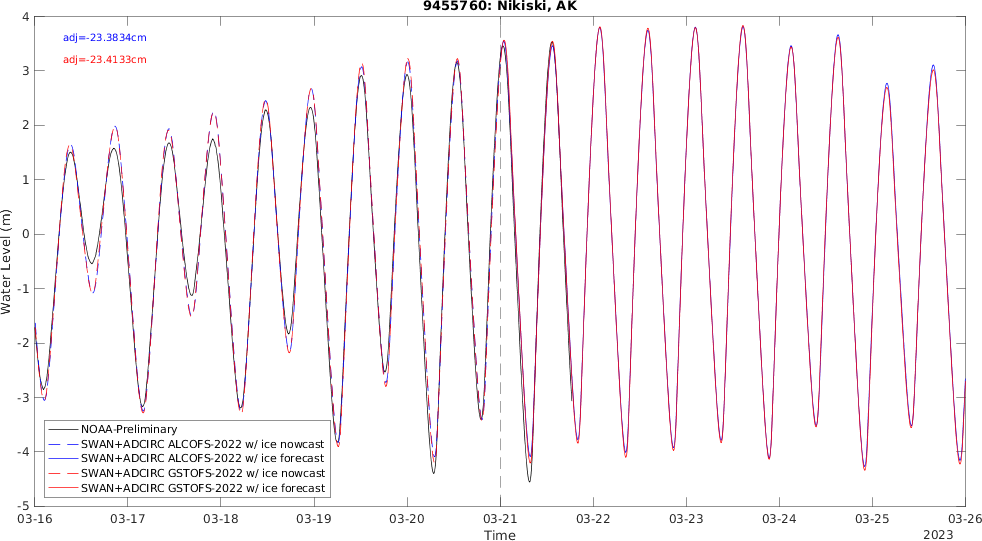 9455760: Nikiski, AK
adj=-23.3834cm
adj=-23.4133cm
Water Level (m)
4
3
2
1
0
-1
-2
-3
-4
-5
NOAA-Preliminary
SWAN+ADCIRC ALCOFS-2022 w/ ice nowcast
SWAN+ADCIRC ALCOFS-2022 w/ ice forecast
SWAN+ADCIRC GSTOFS-2022 w/ ice nowcast
SWAN+ADCIRC GSTOFS-2022 w/ ice forecast
03-16 03-17 03-18 03-19 03-20 03-21 03-22 03-23 03-24 03-25 03-26
Time
2023